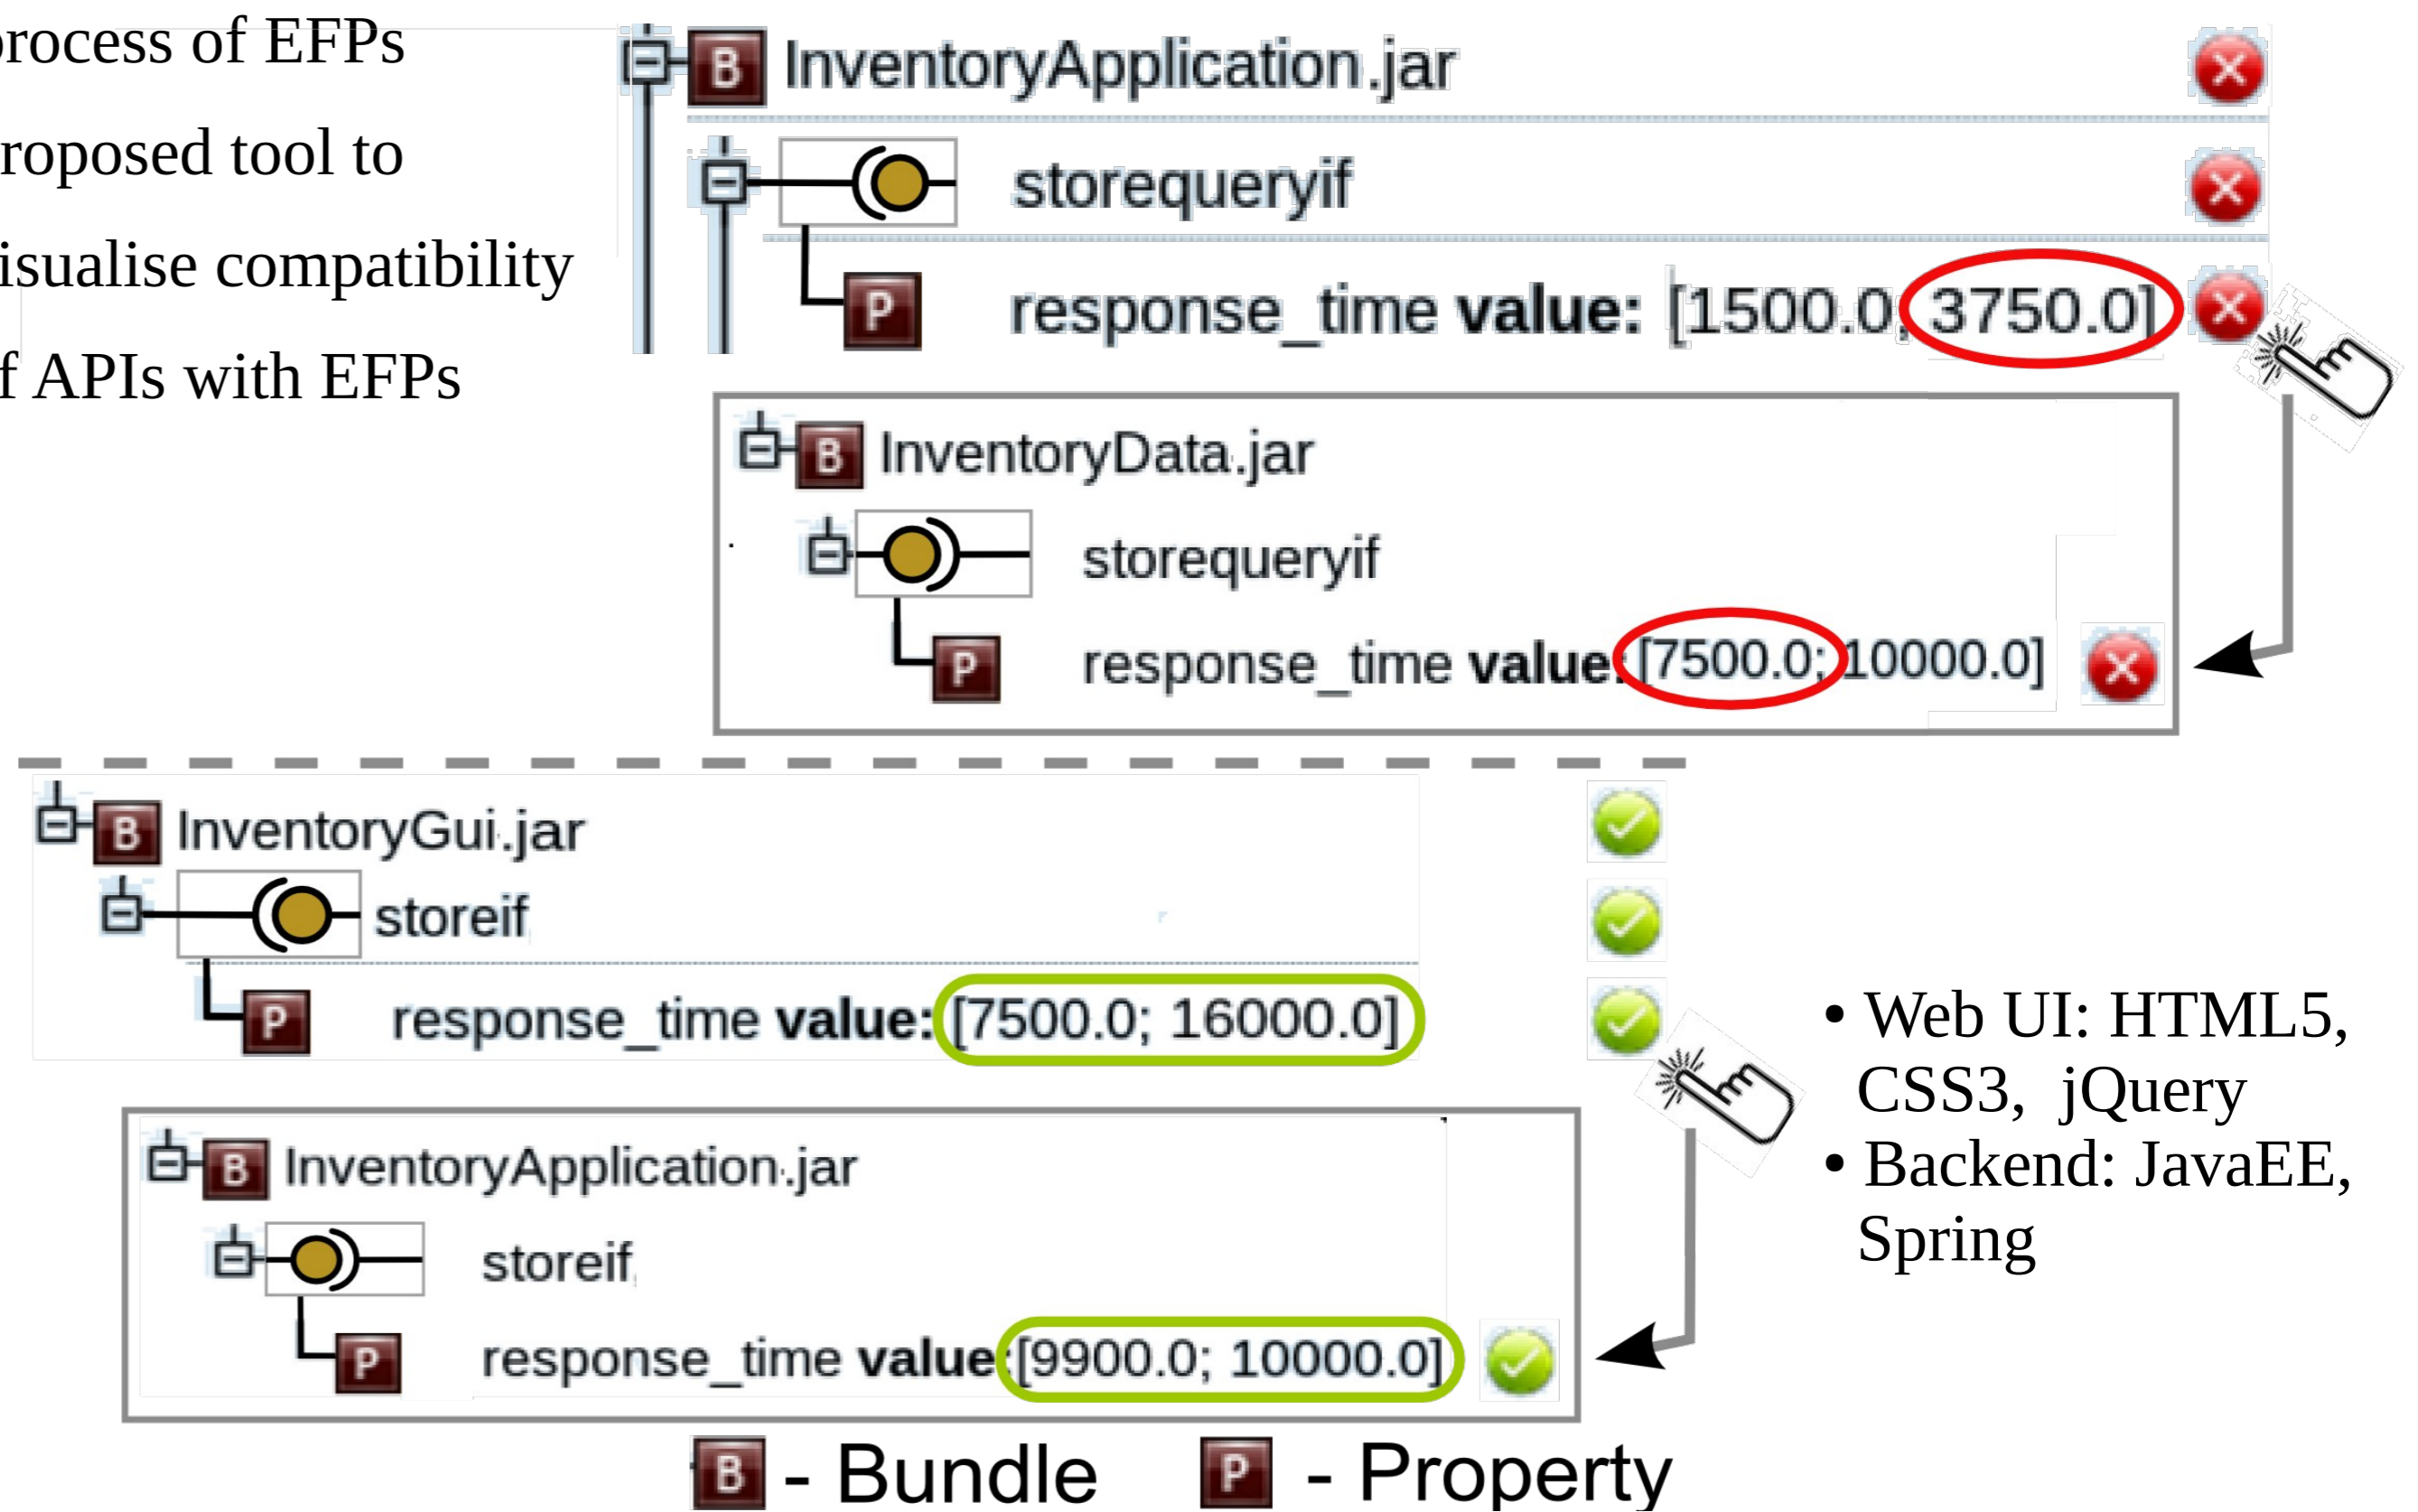 process of EFPs
roposed tool to
isualise compatibility
f APIs with EFPs
B InventoryApplication.jar
storequeryif
P response_time value: [1500.0; 3750.0]
B InventoryData.jar
storequeryif
P response_time value: [7500.0; 10000.0]
B InventoryGui.jar
storeif
P response_time value: [7500.0; 16000.0]
B InventoryApplication.jar
storeif
P response_time value: [9900.0; 10000.0]
• Web UI: HTML5,
CSS3, jQuery
• Backend: JavaEE,
Spring
B - Bundle P - Property